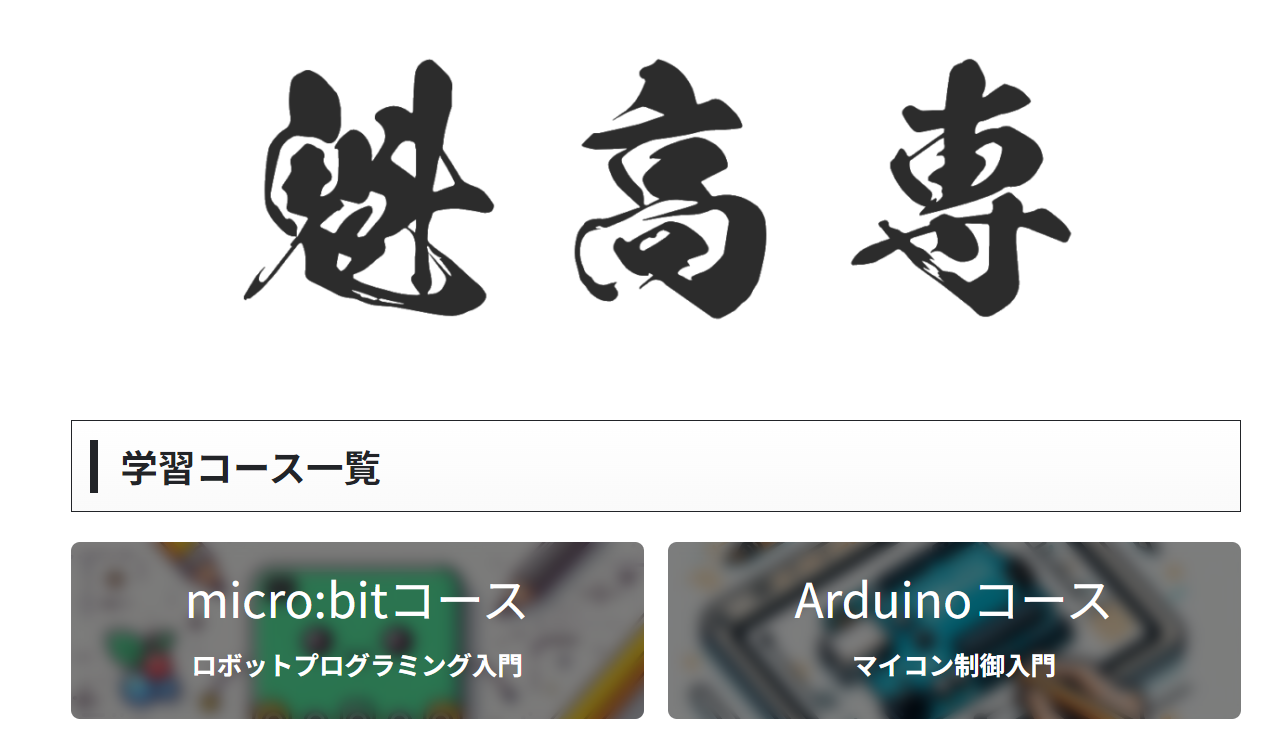 魁高専
学習コース一覧
micro:bitコース
ロボットプログラミング入門
Arduinoコース
マイコン制御入門